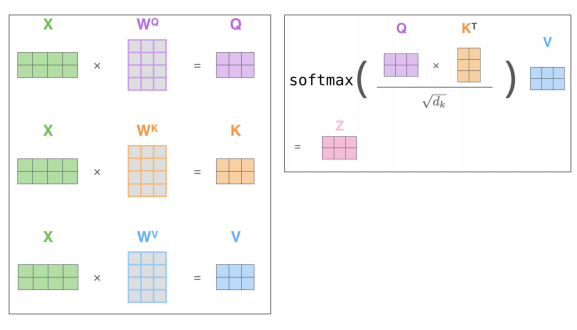 X W^Q Q
× =
X W^K K
× =
X W^V V
× =
Q K^T V
softmax( × )
√d_k
Z
=